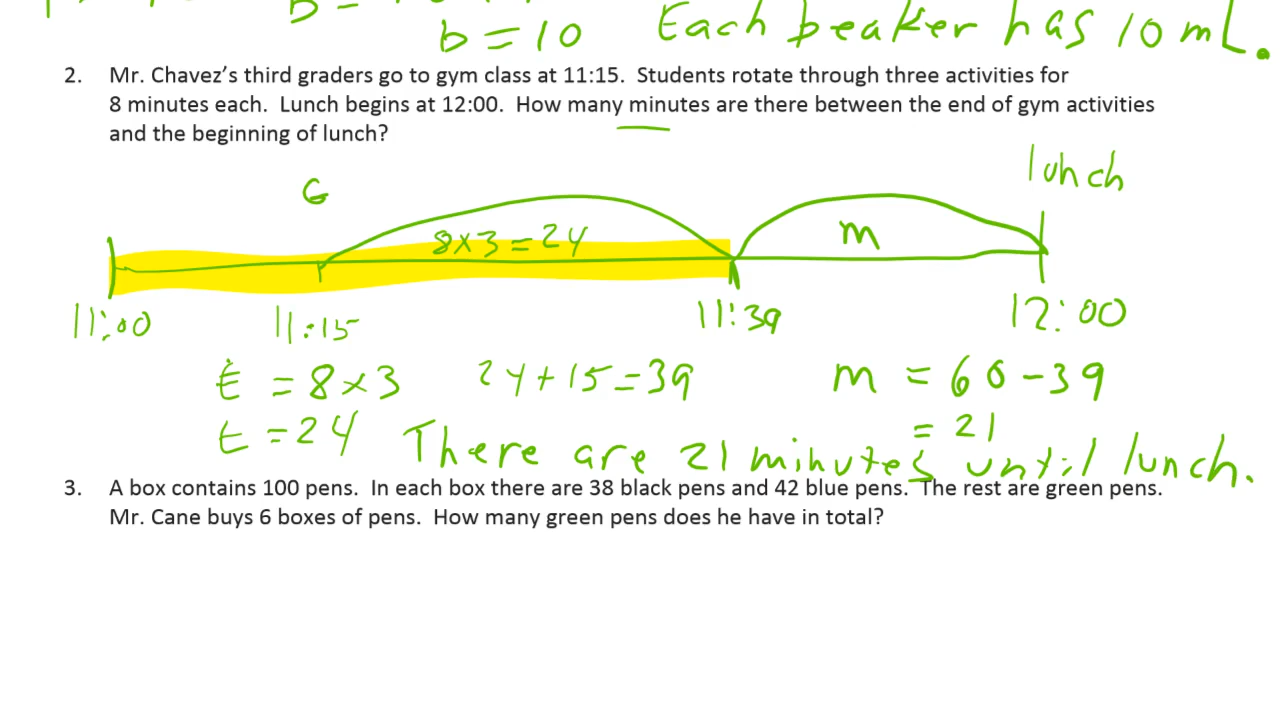 b = 10 Each beaker has 10 mL.
2. Mr. Chavez's third graders go to gym class at 11:15. Students rotate through three activities for
8 minutes each. Lunch begins at 12:00. How many minutes are there between the end of gym activities
and the beginning of lunch?
lunch
G
8×3=24 m
11:00 11:15 11:39 12:00
t = 8×3 24+15=39 m = 60-39
t = 24 = 21
There are 21 minutes until lunch.
3. A box contains 100 pens. In each box there are 38 black pens and 42 blue pens. The rest are green pens.
Mr. Cane buys 6 boxes of pens. How many green pens does he have in total?